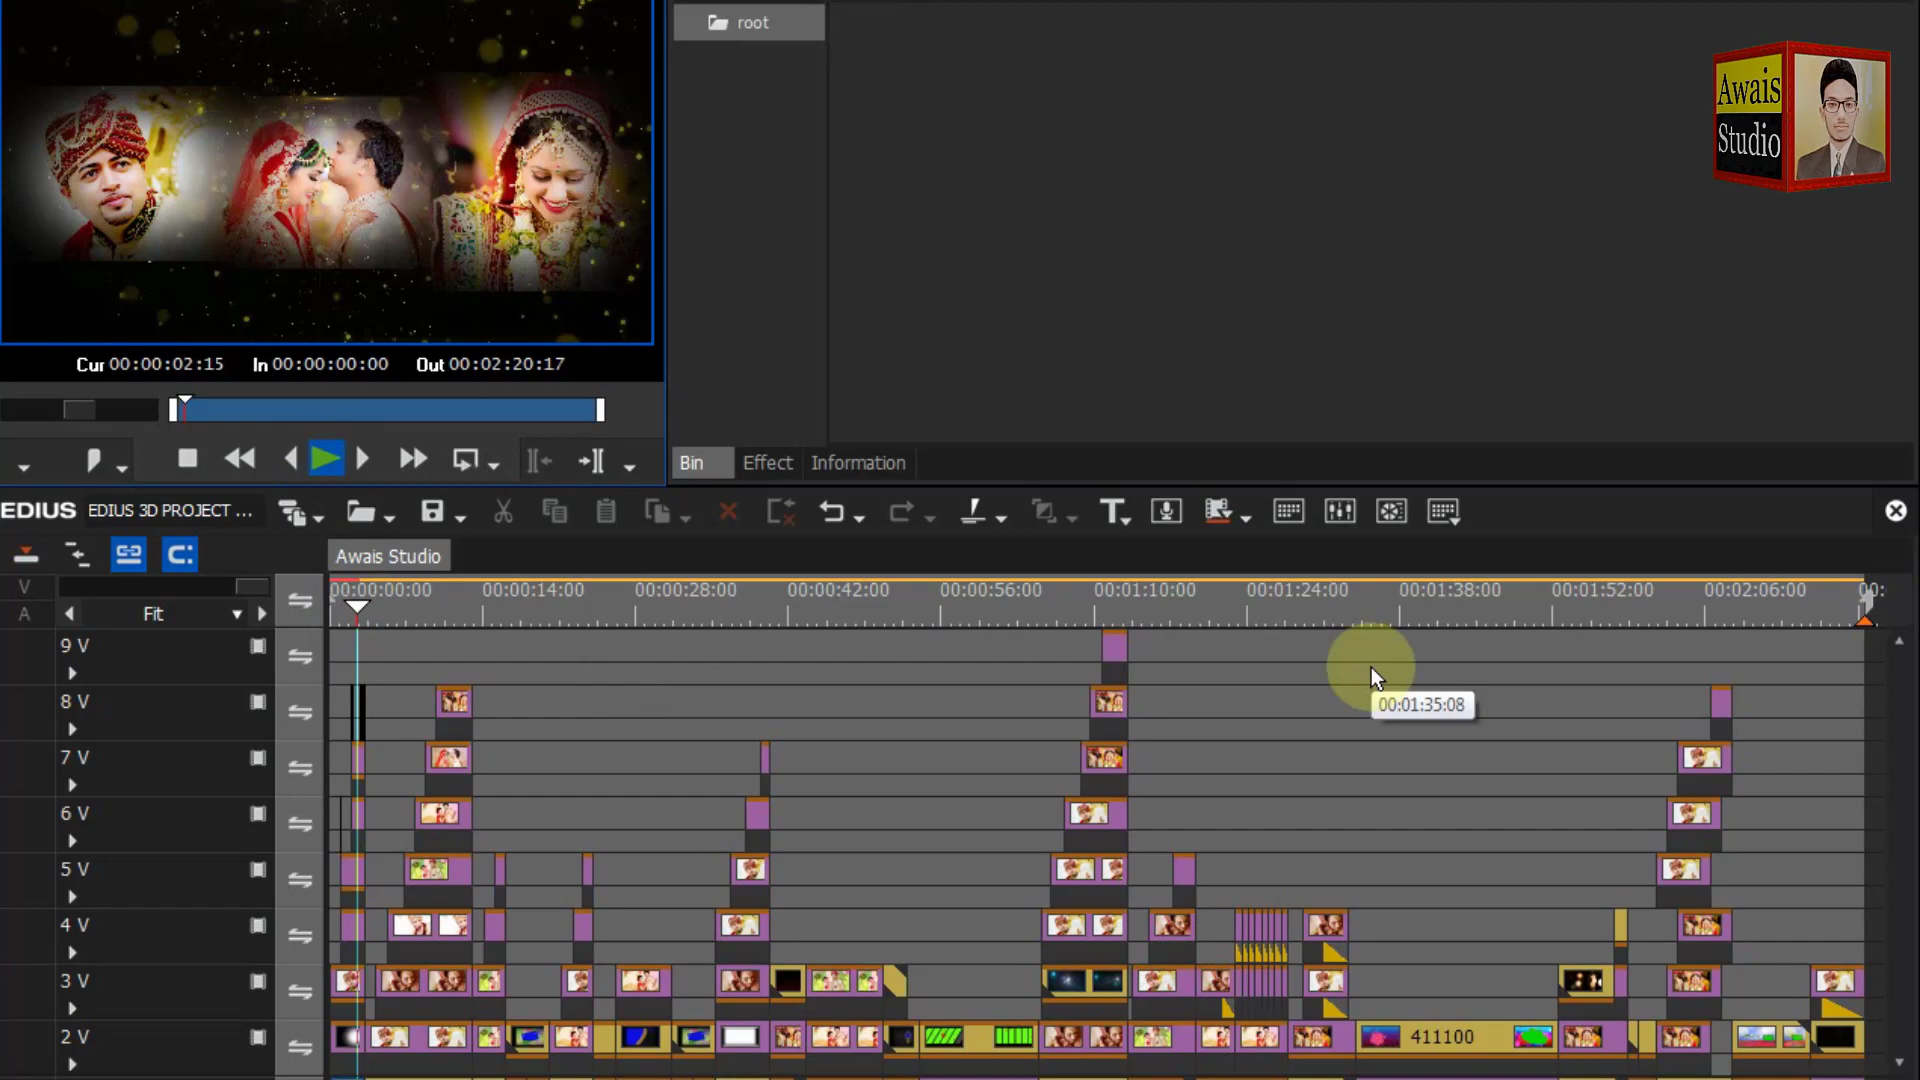 root
Awais
Studio
Cur 00:00:02:15 In 00:00:00:00 Out 00:02:20:17
Bin Effect Information
EDIUS EDIUS 3D PROJECT ...
Awais Studio
V
00:00:00:00 00:00:14:00 00:00:28:00 00:00:42:00 00:00:56:00 00:01:10:00 00:01:24:00 00:01:38:00 00:01:52:00 00:02:06:00 00:
A Fit
9 V
8 V
00:01:35:08
7 V
6 V
5 V
4 V
3 V
2 V
411100